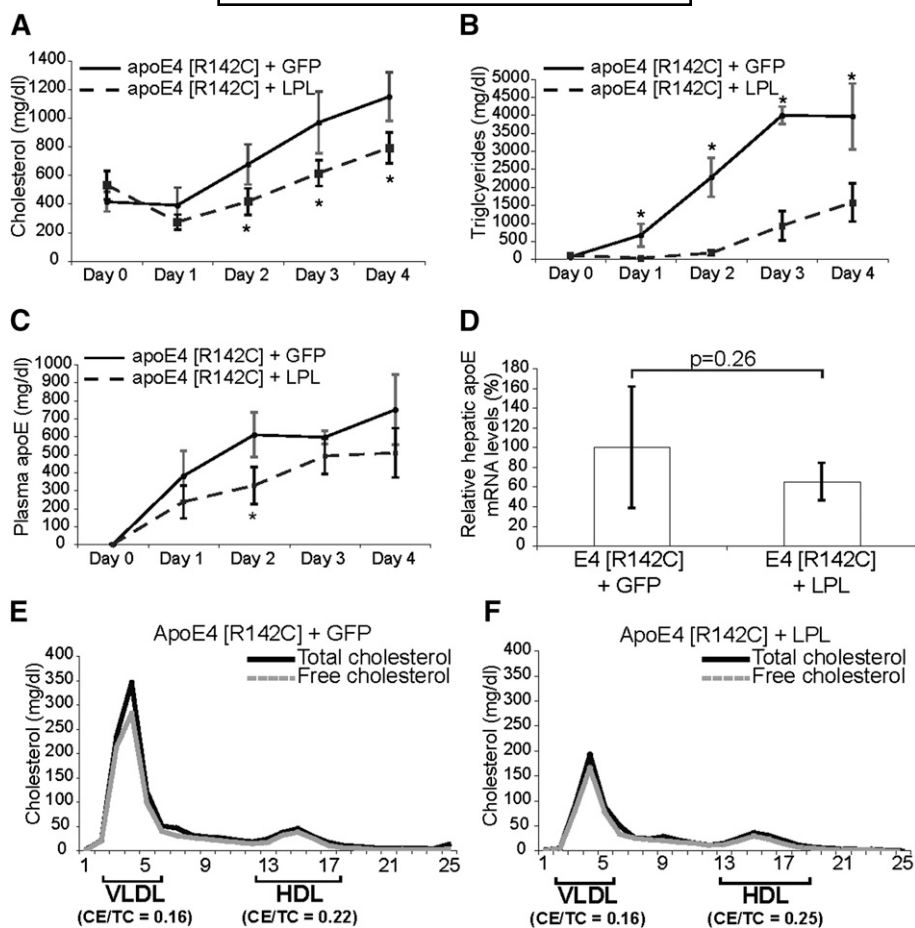 A
apoE4 [R142C] + GFP
apoE4 [R142C] + LPL
Cholesterol (mg/dl)
1400
1200
1000
800
600
400
200
0
Day 0 Day 1 Day 2 Day 3 Day 4
* * *
B
apoE4 [R142C] + GFP
apoE4 [R142C] + LPL
Triglcyerides (mg/dl)
5000
4500
4000
3500
3000
2500
2000
1500
1000
500
0
Day 0 Day 1 Day 2 Day 3 Day 4
* * * *
C
apoE4 [R142C] + GFP
apoE4 [R142C] + LPL
Plasma apoE (mg/dl)
1000
900
800
700
600
500
400
300
200
100
0
Day 0 Day 1 Day 2 Day 3 Day 4
*
D
p=0.26
Relative hepatic apoE
mRNA levels (%)
180
160
140
120
100
80
60
40
20
0
E4 [R142C]
+ GFP
E4 [R142C]
+ LPL
E
ApoE4 [R142C] + GFP
Total cholesterol
Free cholesterol
Cholesterol (mg/dl)
400
350
300
250
200
150
100
50
0
1 5 9 13 17 21 25
VLDL HDL
(CE/TC = 0.16) (CE/TC = 0.22)
F
ApoE4 [R142C] + LPL
Total cholesterol
Free cholesterol
Cholesterol (mg/dl)
400
350
300
250
200
150
100
50
0
1 5 9 13 17 21 25
VLDL HDL
(CE/TC = 0.16) (CE/TC = 0.25)